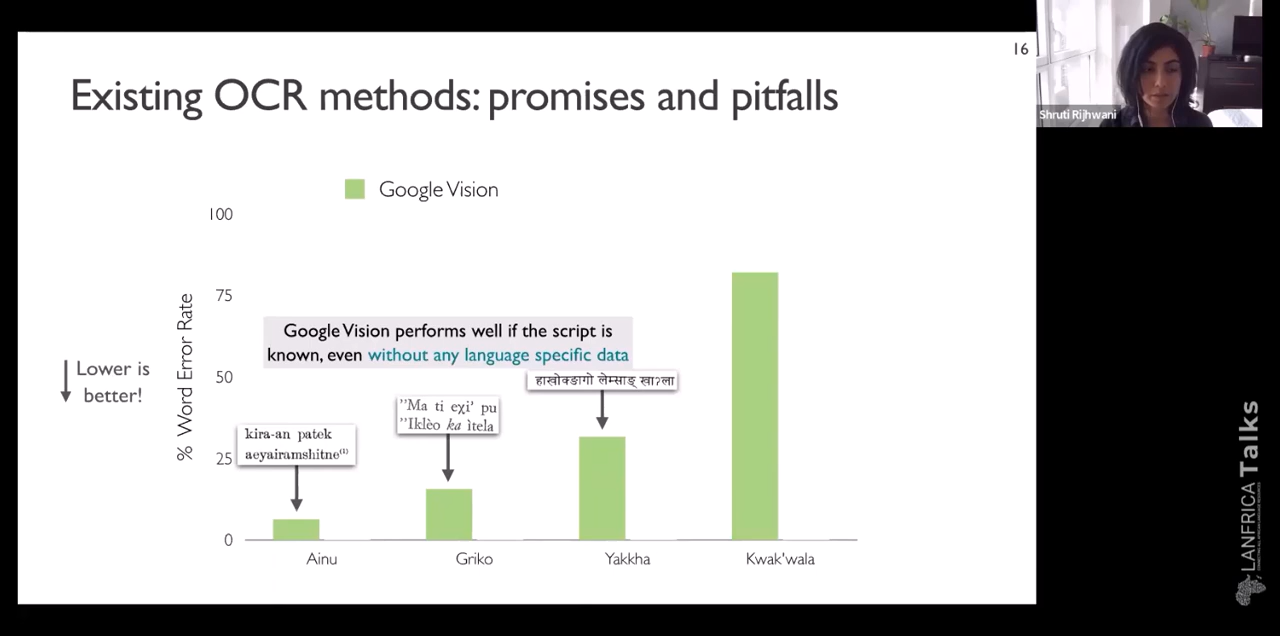 16
Existing OCR methods: promises and pitfalls
Shruti Rijhwani
Google Vision
100
75
50
25
0
% Word Error Rate
Lower is
better!
Google Vision performs well if the script is
known, even without any language specific data
kira-an patek
aeyairamshitne⁽¹⁾
”Ma ti eχi’ pu
”Iklèo ka ìtela
हाखोक्ङागो लेम्साङ् खाʔला
Ainu
Griko
Yakkha
Kwak'wala
LANFRICA Talks